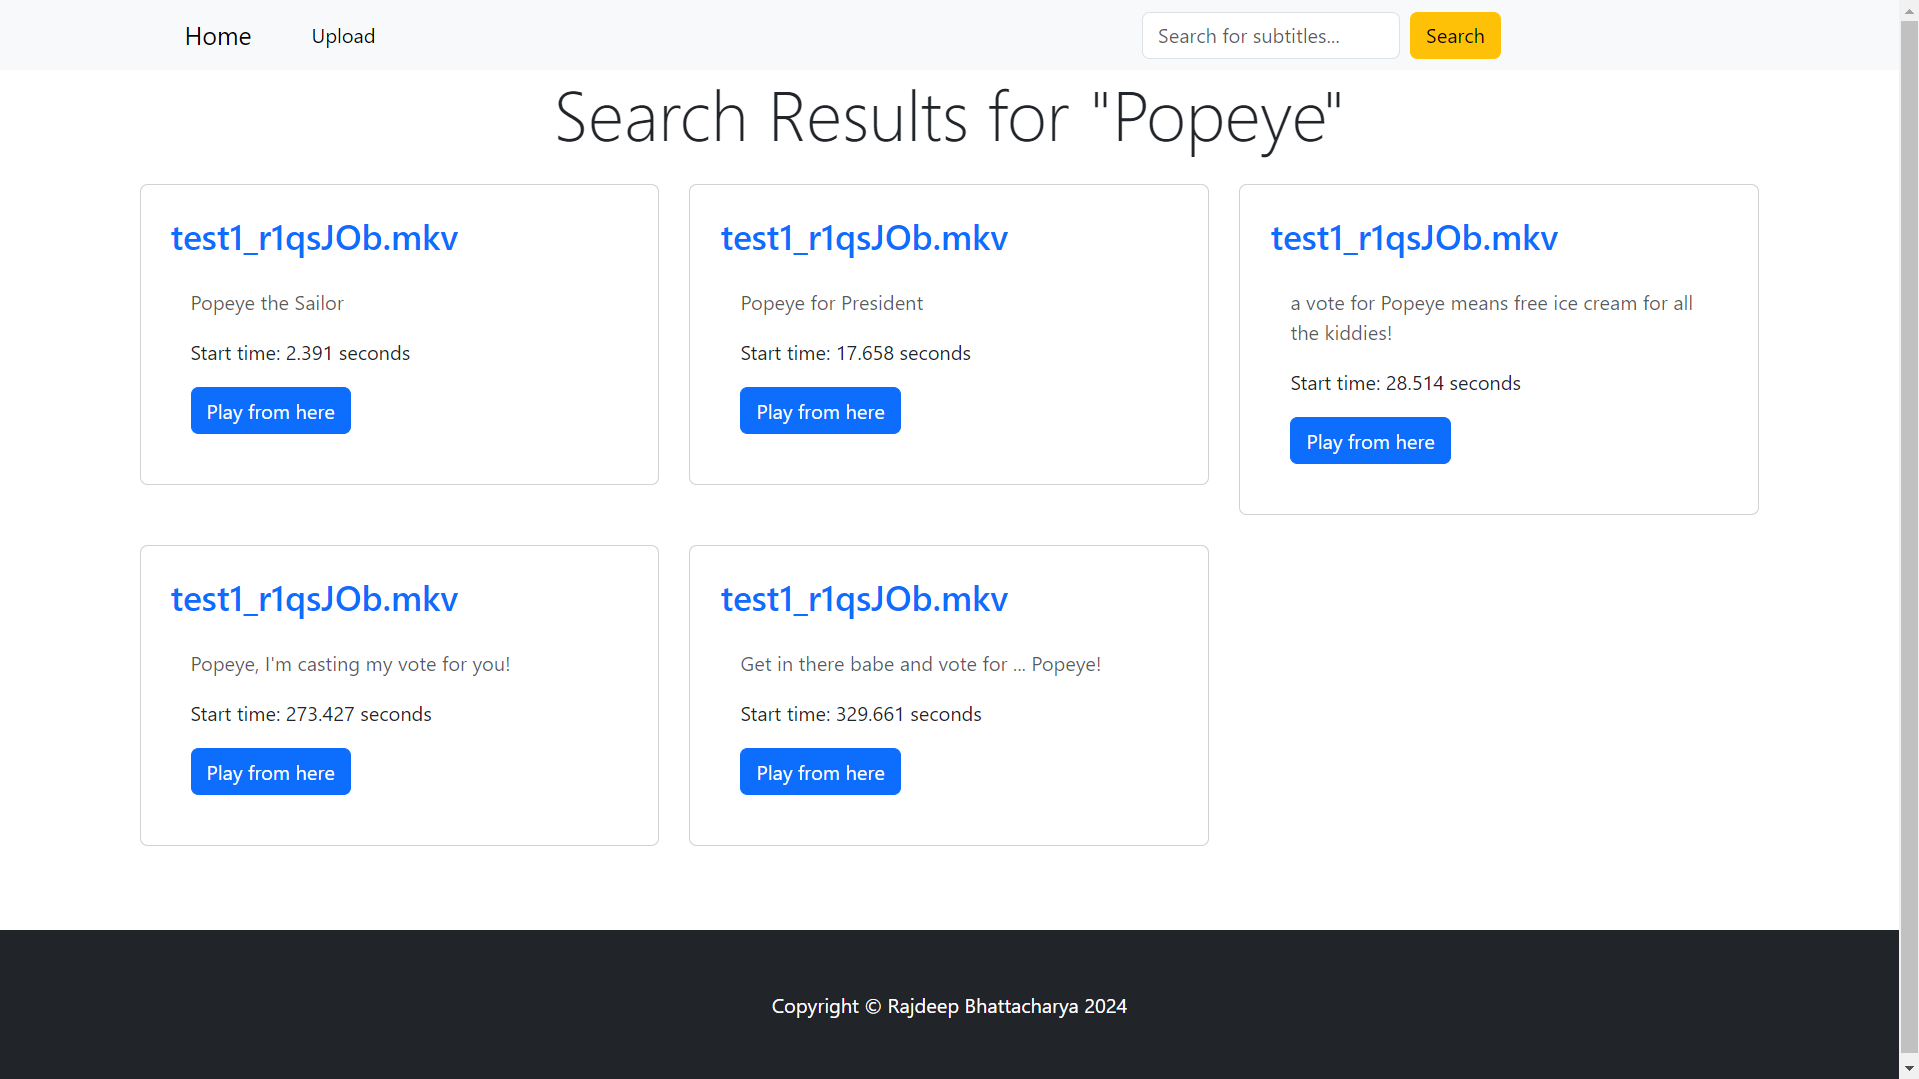 Home
Upload
Search for subtitles...
Search
Search Results for "Popeye"
test1_r1qsJOb.mkv
Popeye the Sailor
Start time: 2.391 seconds
Play from here
test1_r1qsJOb.mkv
Popeye for President
Start time: 17.658 seconds
Play from here
test1_r1qsJOb.mkv
a vote for Popeye means free ice cream for all
the kiddies!
Start time: 28.514 seconds
Play from here
test1_r1qsJOb.mkv
Popeye, I'm casting my vote for you!
Start time: 273.427 seconds
Play from here
test1_r1qsJOb.mkv
Get in there babe and vote for ... Popeye!
Start time: 329.661 seconds
Play from here
Copyright © Rajdeep Bhattacharya 2024